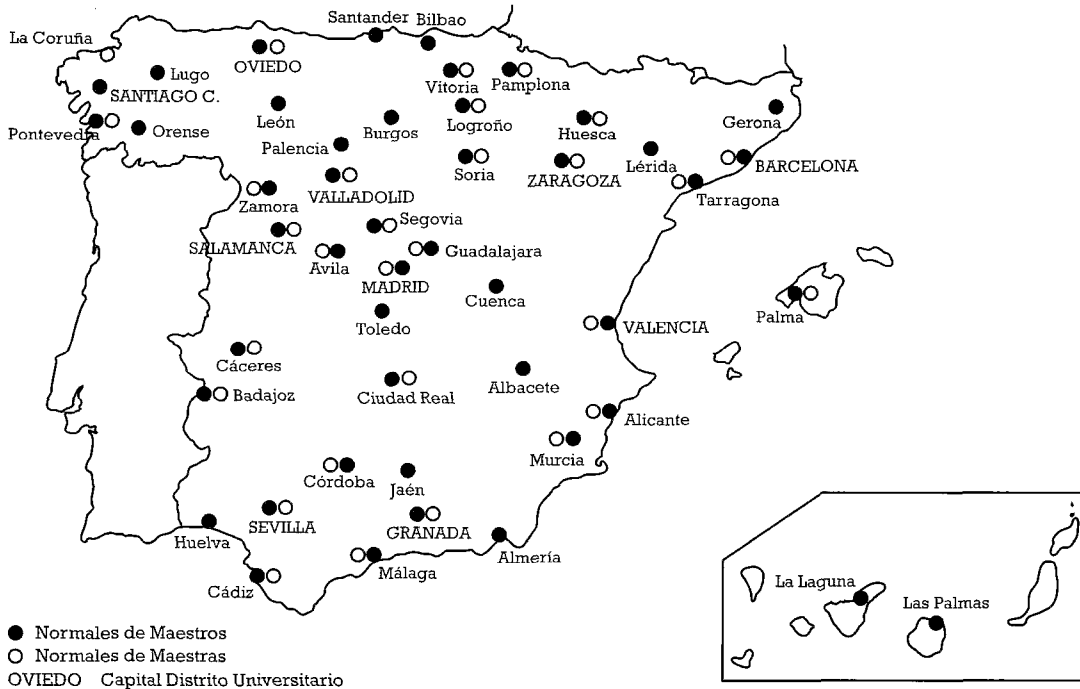 Santander Bilbao
La Coruña
OVIEDO
Lugo
Vitoria Pamplona
SANTIAGO C.
León
Burgos
Logroño
Huesca
Gerona
Pontevedra
Orense
Palencia
Soria
ZARAGOZA
Lérida
BARCELONA
VALLADOLID
Tarragona
Zamora
Segovia
SALAMANCA
Avila
Guadalajara
MADRID
Cuenca
Toledo
VALENCIA
Palma
Cáceres
Badajoz
Ciudad Real
Albacete
Alicante
Murcia
Córdoba
Jaén
SEVILLA
GRANADA
Huelva
Almería
Málaga
Cádiz
La Laguna
Las Palmas
Normales de Maestros
Normales de Maestras
OVIEDO Capital Distrito Universitario